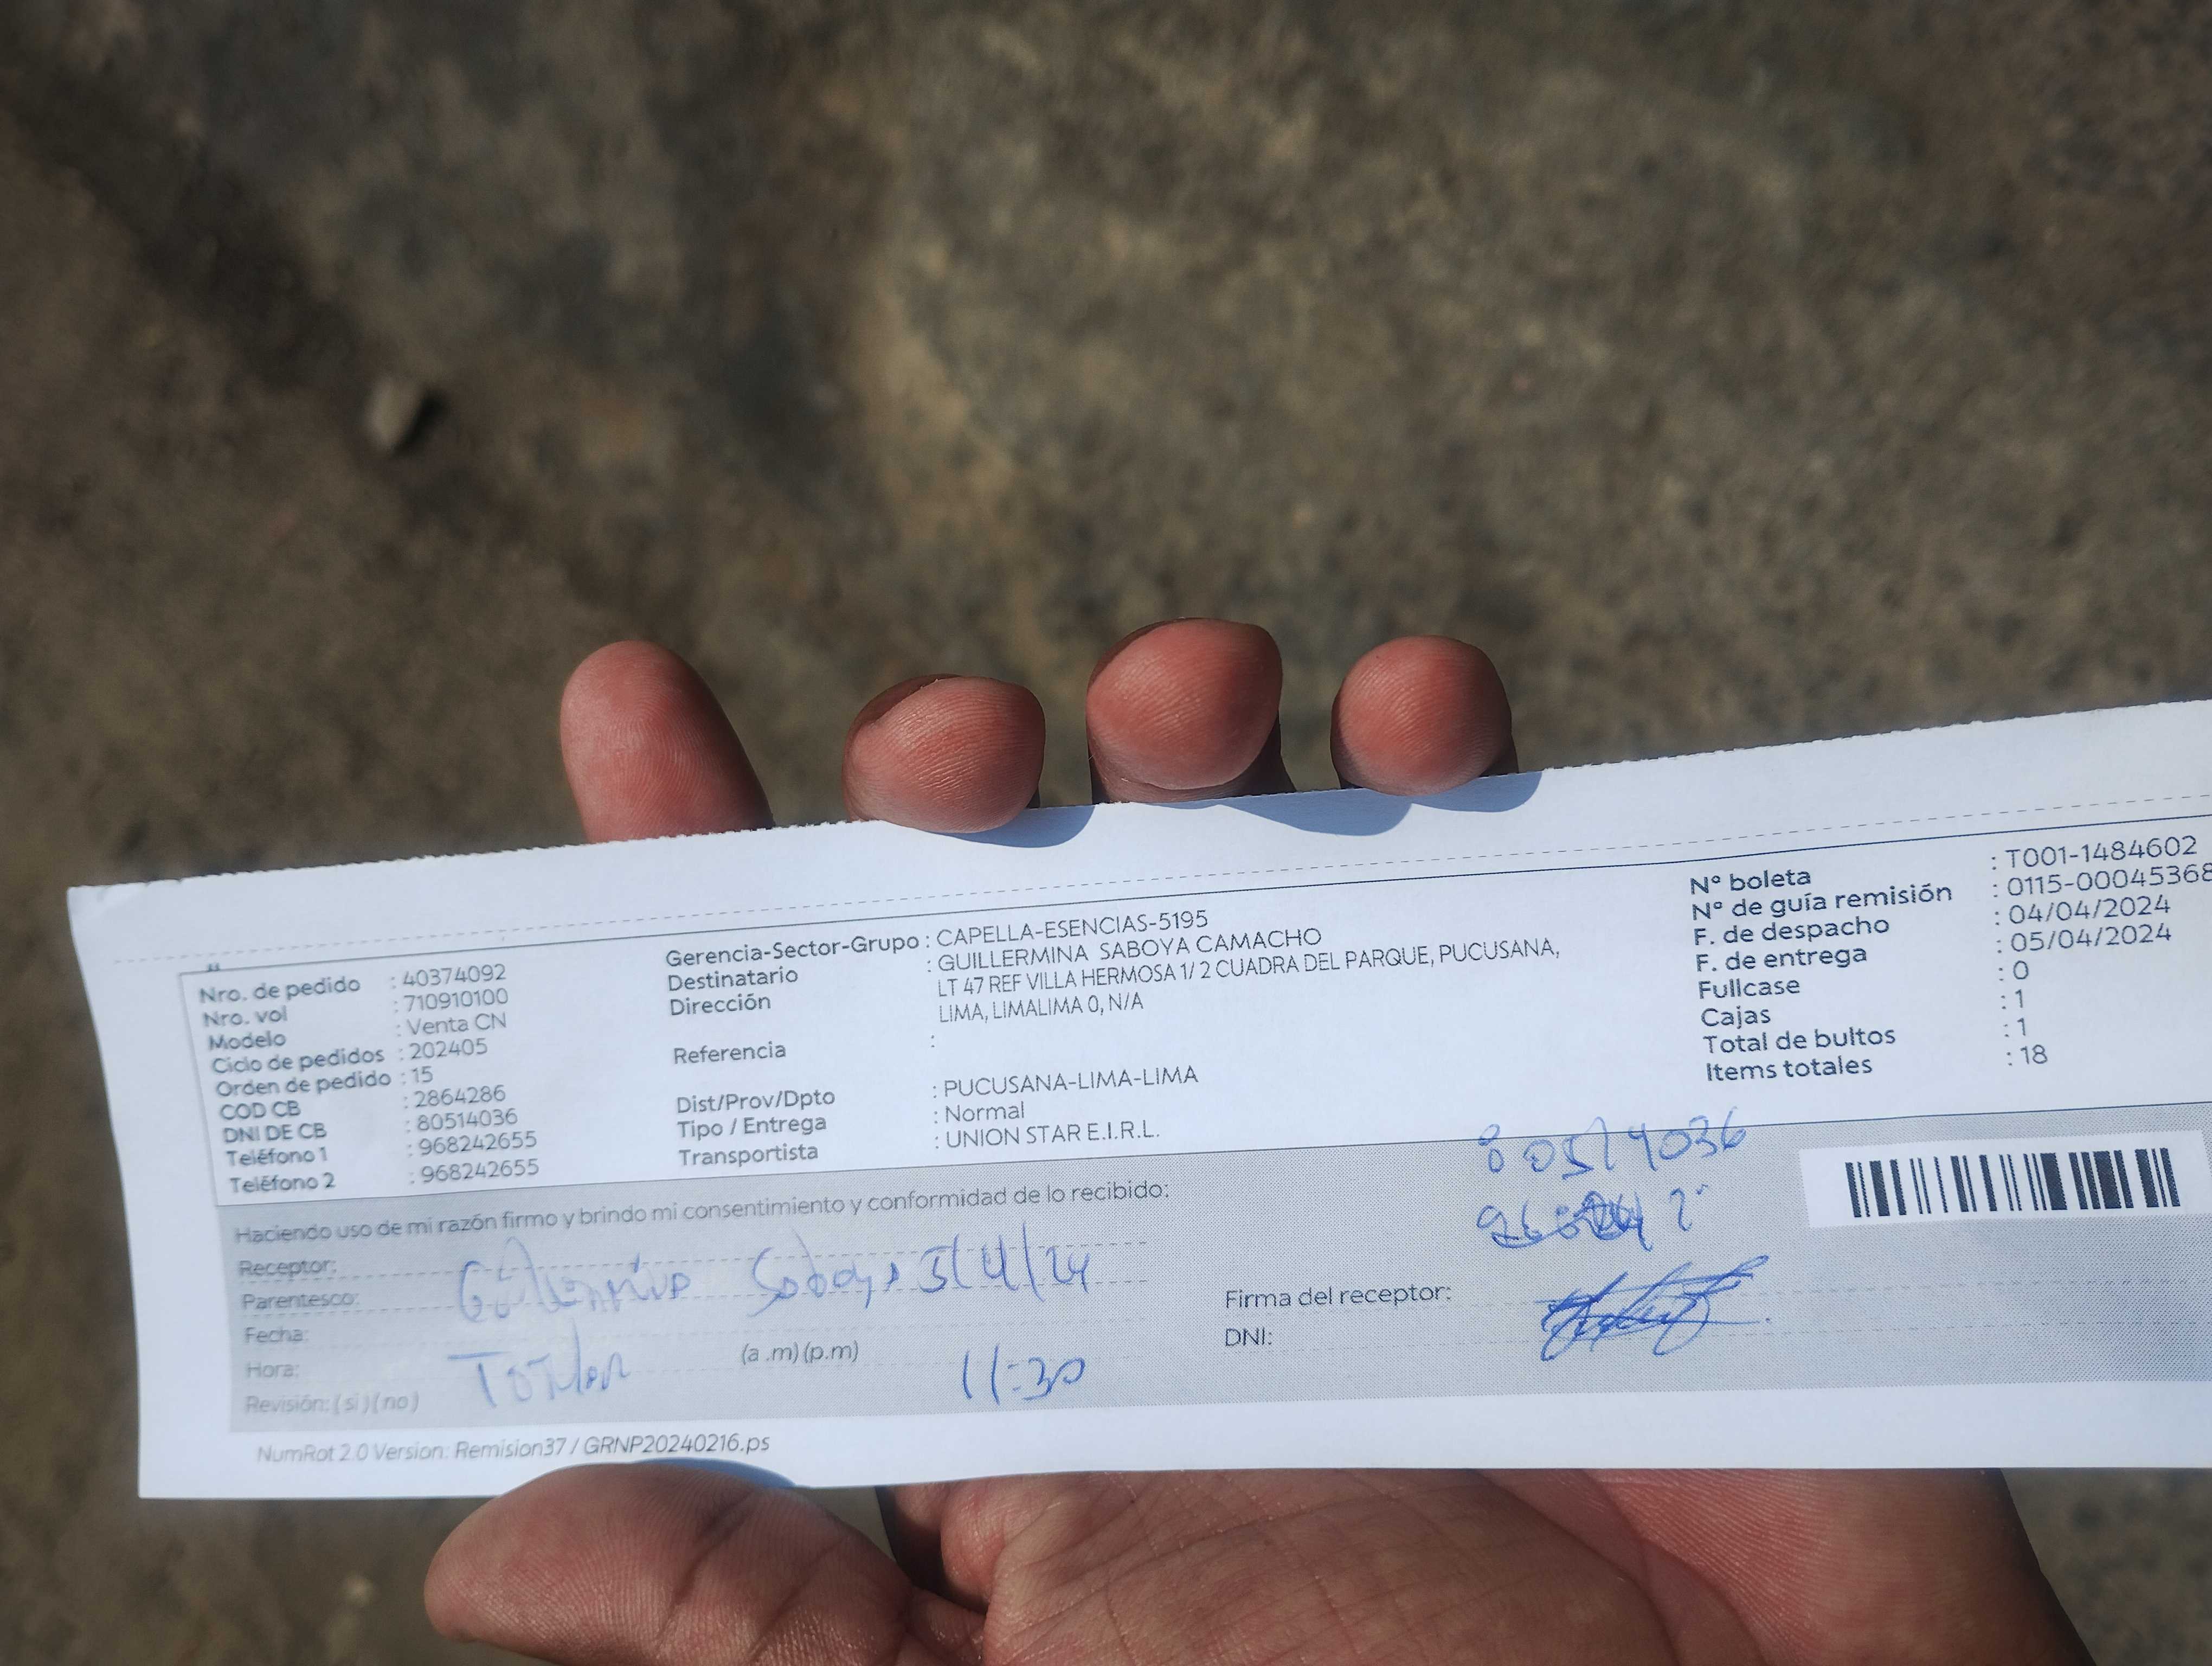 Nro. de pedido : 40374092
Nro. vol : 710910100
Modelo : Venta CN
Ciclo de pedidos : 202405
Orden de pedido : 15
COD CB : 2864286
DNI DE CB : 80514036
Teléfono 1 : 968242655
Teléfono 2 : 968242655
Gerencia-Sector-Grupo : CAPELLA-ESENCIAS-5195
Destinatario : GUILLERMINA SABOYA CAMACHO
Dirección LT 47 REF VILLA HERMOSA 1/ 2 CUADRA DEL PARQUE, PUCUSANA,
LIMA, LIMALIMA 0, N/A
Referencia :
Dist/Prov/Dpto : PUCUSANA-LIMA-LIMA
Tipo / Entrega : Normal
Transportista : UNION STAR E.I.R.L.
N° boleta : T001-1484602
N° de guía remisión : 0115-00045368
F. de despacho : 04/04/2024
F. de entrega : 05/04/2024
Fullcase : 0
Cajas : 1
Total de bultos : 1
Items totales : 18
Haciendo uso de mi razón firmo y brindo mi consentimiento y conformidad de lo recibido:
80514036
Receptor:
Parentesco: Saboya 5/4/24
Fecha:
Hora: (a .m) (p.m) 11:30
Revisión: ( si ) ( no )
Firma del receptor:
DNI:
NumRot 2.0 Version: Remision37 / GRNP20240216.ps